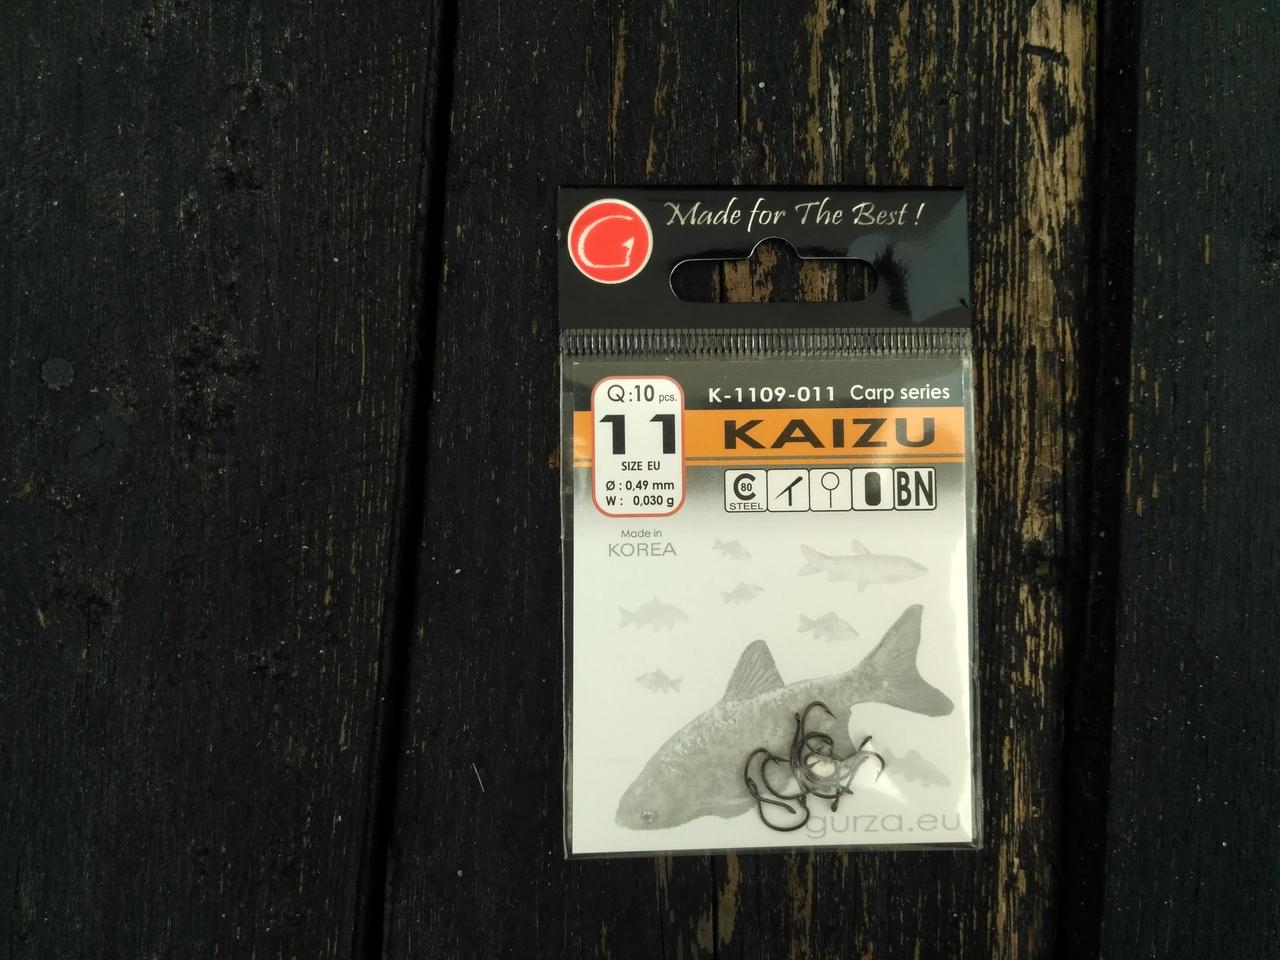 G Made for The Best !
Q:10 pcs.
K-1109-011 Carp series
11
KAIZU
SIZE EU
Ø : 0,49 mm
W : 0,030 g
C 80 STEEL
BN
Made in
KOREA
gurza.eu